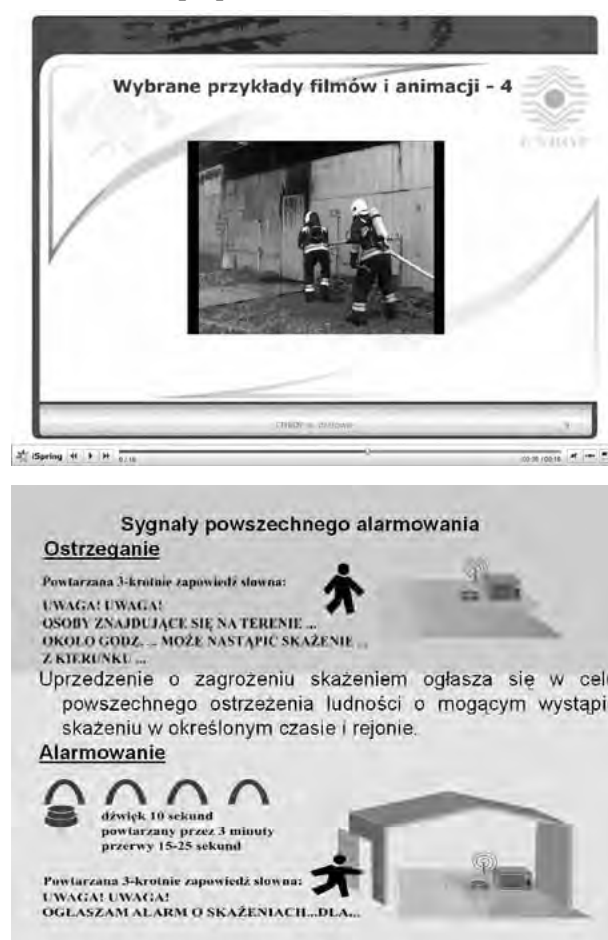 Wybrane przykłady filmów i animacji - 4
iSpring
Sygnały powszechnego alarmowania
Ostrzeganie
Powtarzana 3-krotnie zapowiedź słowna:
UWAGA! UWAGA!
OSOBY ZNAJDUJĄCE SIĘ NA TERENIE ...
OKOŁO GODZ. ... MOŻE NASTĄPIĆ SKAŻENIE ...
Z KIERUNKU ...
Uprzedzenie o zagrożeniu skażeniem ogłasza się w celu
powszechnego ostrzeżenia ludności o mogącym wystąpi
skażeniu w określonym czasie i rejonie.
Alarmowanie
dźwięk 10 sekund
powtarzany przez 3 minuty
przerwy 15-25 sekund
Powtarzana 3-krotnie zapowiedź słowna:
UWAGA! UWAGA!
OGŁASZAM ALARM O SKAŻENIACH...DLA...